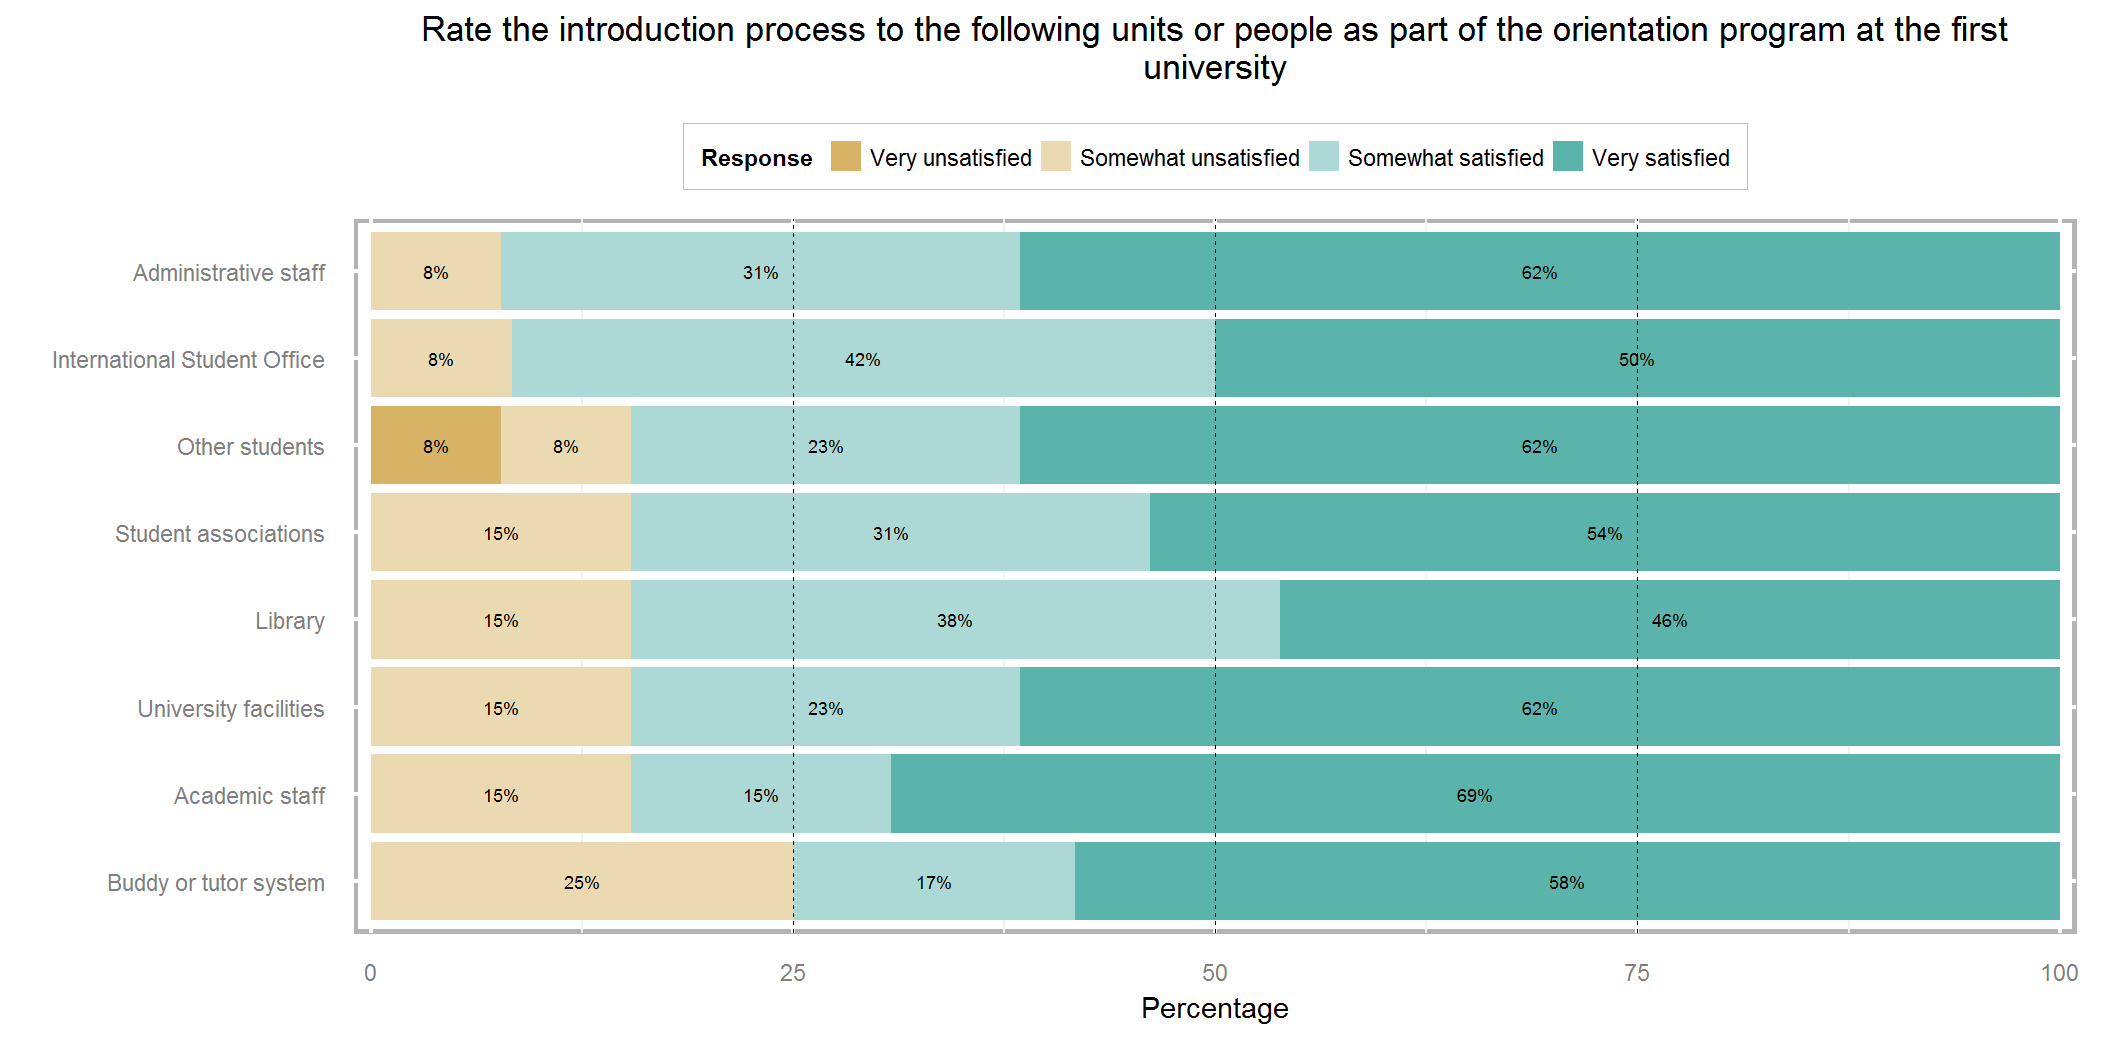 Rate the introduction process to the following units or people as part of the orientation program at the first
university
Response Very unsatisfied Somewhat unsatisfied Somewhat satisfied Very satisfied
Administrative staff 8% 31% 62%
International Student Office 8% 42% 50%
Other students 8% 8% 23% 62%
Student associations 15% 31% 54%
Library 15% 38% 46%
University facilities 15% 23% 62%
Academic staff 15% 15% 69%
Buddy or tutor system 25% 17% 58%
0 25 50 75 100
Percentage